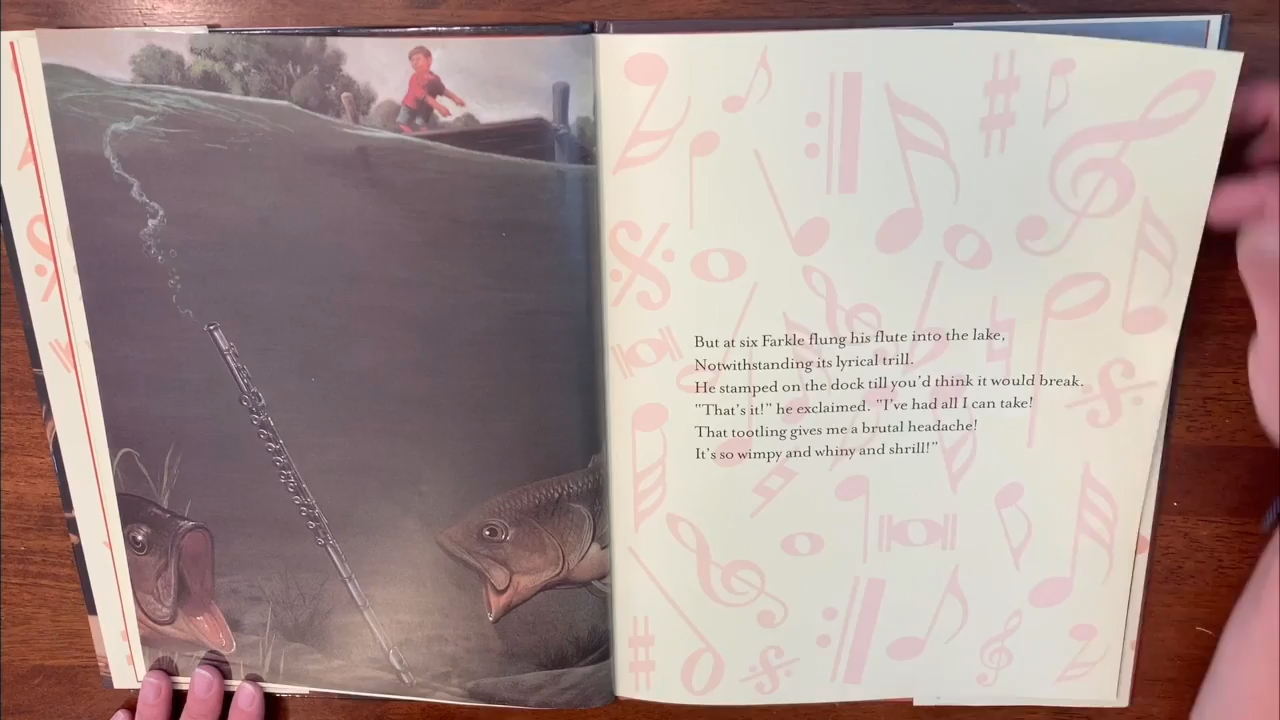 But at six Farkle flung his flute into the lake,
Notwithstanding its lyrical trill.
He stamped on the dock till you'd think it would break.
"That's it!" he exclaimed. "I've had all I can take!
That tootling gives me a brutal headache!
It's so wimpy and whiny and shrill!"